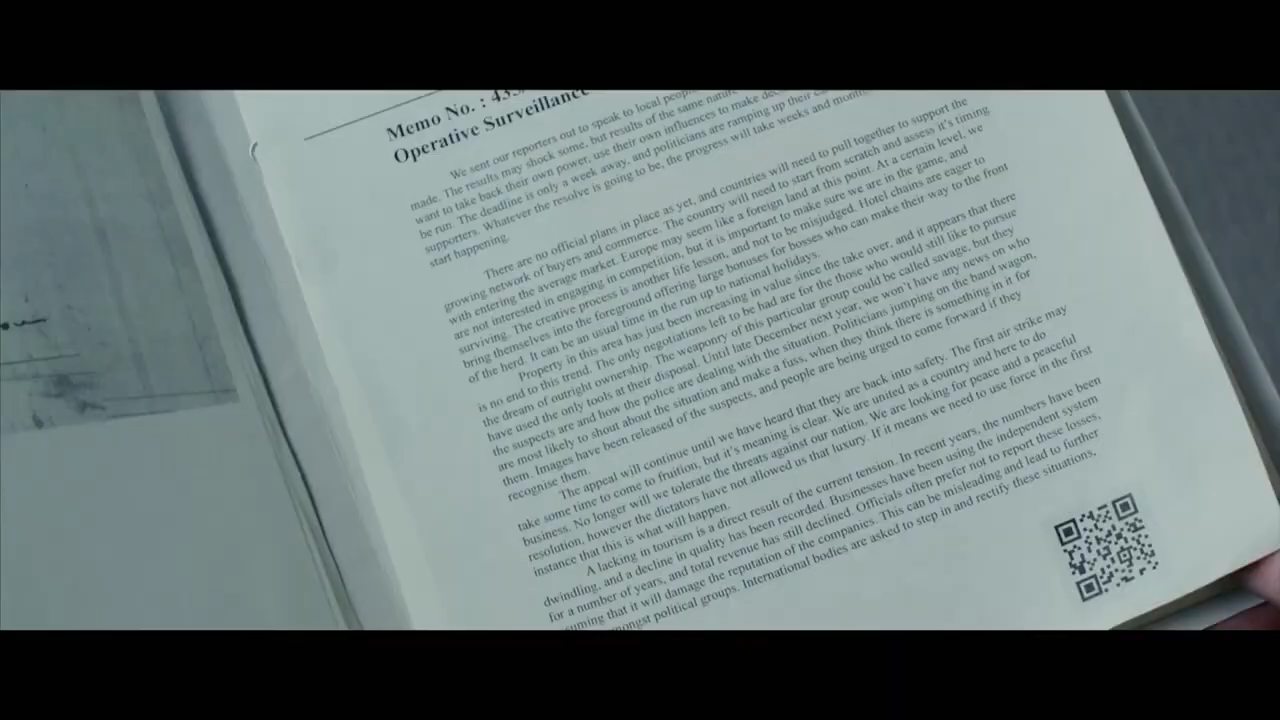 Memo No. : 433
Operative Surveillance
We sent our reporters out to speak to local people
made. The results may shock some, but results of the same nature
want to take back their own power, use their own influences to make
be run. The deadline is only a week away, and politicians are ramping up their
supporters. Whatever the resolve is going to be, the progress will take weeks and months
start happening.
There are no official plans in place as yet, and countries will need to pull together to support the
growing network of buyers and commerce. The country will need to start from scratch and assess it's timing
with entering the average market. Europe may seem like a foreign land at this point. At a certain level, we
are not interested in engaging in competition, but it is important to make sure we are in the game, and
surviving. The creative process is another life lesson, and not to be misjudged. Hotel chains are eager to
bring themselves into the foreground offering large bonuses for bosses who can make their way to the front
of the herd. It can be an usual time in the run up to national holidays.
Property in this area has just been increasing in value since the take over, and it appears that there
is no end to this trend. The only negotiations left to be had are for the those who would still like to pursue
the dream of outright ownership. The weaponry of this particular group could be called savage, but they
have used the only tools at their disposal. Until late December next year, we won't have any news on who
the suspects are and how the police are dealing with the situation. Politicians jumping on the band wagon,
are most likely to shout about the situation and make a fuss, when they think there is something in it for
them. Images have been released of the suspects, and people are being urged to come forward if they
recognise them.
The appeal will continue until we have heard that they are back into safety. The first air strike may
take some time to come to fruition, but it's meaning is clear. We are united as a country and here to do
business. No longer will we tolerate the threats against our nation. We are looking for peace and a peaceful
resolution, however the dictators have not allowed us that luxury. If it means we need to use force in the first
instance that this is what will happen.
A lacking in tourism is a direct result of the current tension. In recent years, the numbers have been
dwindling, and a decline in quality has been recorded. Businesses have been using the independent system
for a number of years, and total revenue has still declined. Officials often prefer not to report these losses,
suming that it will damage the reputation of the companies. This can be misleading and lead to further
mongst political groups. International bodies are asked to step in and rectify these situations,